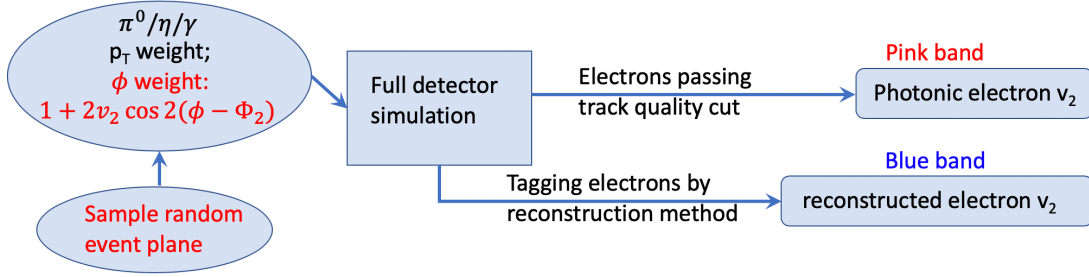 π⁰/η/γ
p_T weight;
ϕ weight:
1 + 2v₂ cos 2(ϕ − Φ₂)
Sample random
event plane
Full detector
simulation
Electrons passing
track quality cut
Pink band
Photonic electron v₂
Tagging electrons by
reconstruction method
Blue band
reconstructed electron v₂